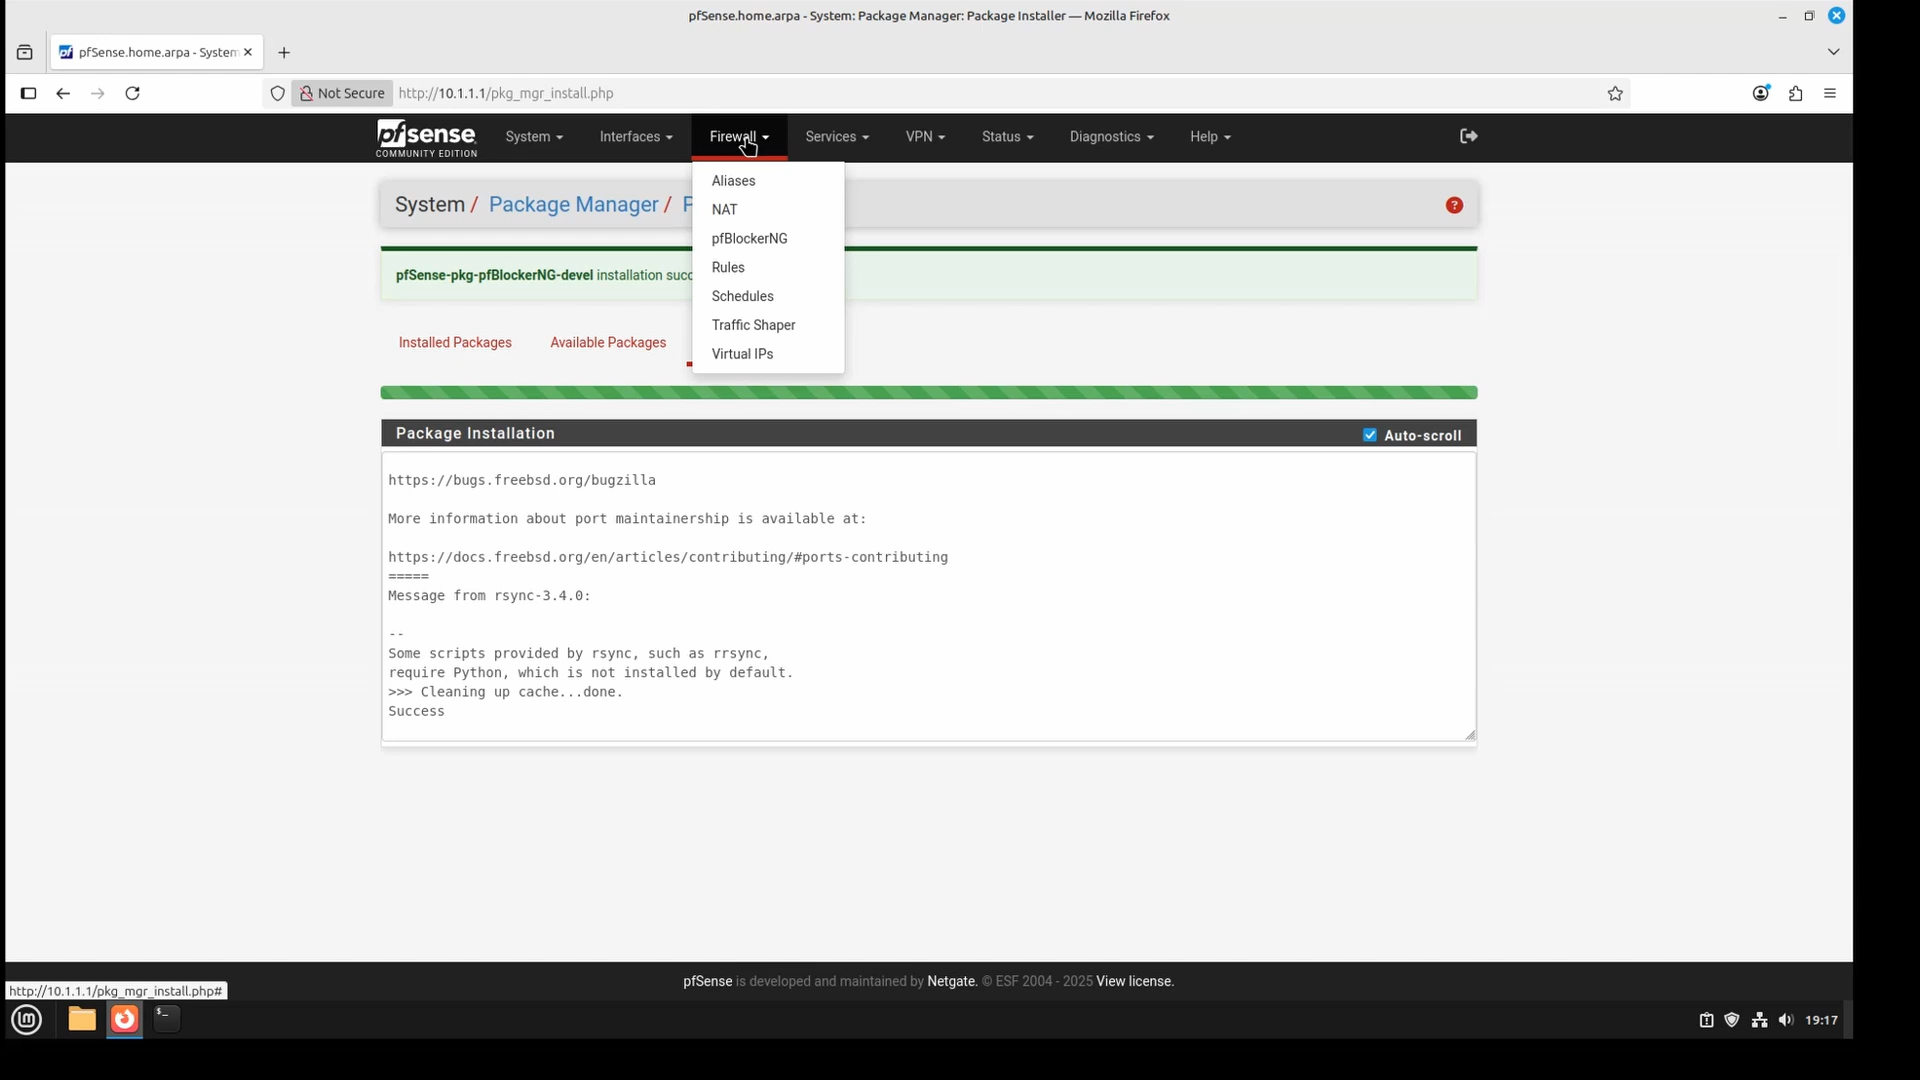 pfSense.home.arpa - System: Package Manager: Package Installer — Mozilla Firefox
pfSense.home.arpa - System
Not Secure
http://10.1.1.1/pkg_mgr_install.php
pfsense
COMMUNITY EDITION
System
Interfaces
Firewall
Services
VPN
Status
Diagnostics
Help
Aliases
NAT
pfBlockerNG
Rules
Schedules
Traffic Shaper
Virtual IPs
System / Package Manager / P
pfSense-pkg-pfBlockerNG-devel installation succ
Installed Packages
Available Packages
Package Installation
Auto-scroll
https://bugs.freebsd.org/bugzilla
More information about port maintainership is available at:
https://docs.freebsd.org/en/articles/contributing/#ports-contributing
=====
Message from rsync-3.4.0:
--
Some scripts provided by rsync, such as rrsync,
require Python, which is not installed by default.
>>> Cleaning up cache...done.
Success
pfSense is developed and maintained by Netgate. © ESF 2004 - 2025 View license.
http://10.1.1.1/pkg_mgr_install.php#
19:17